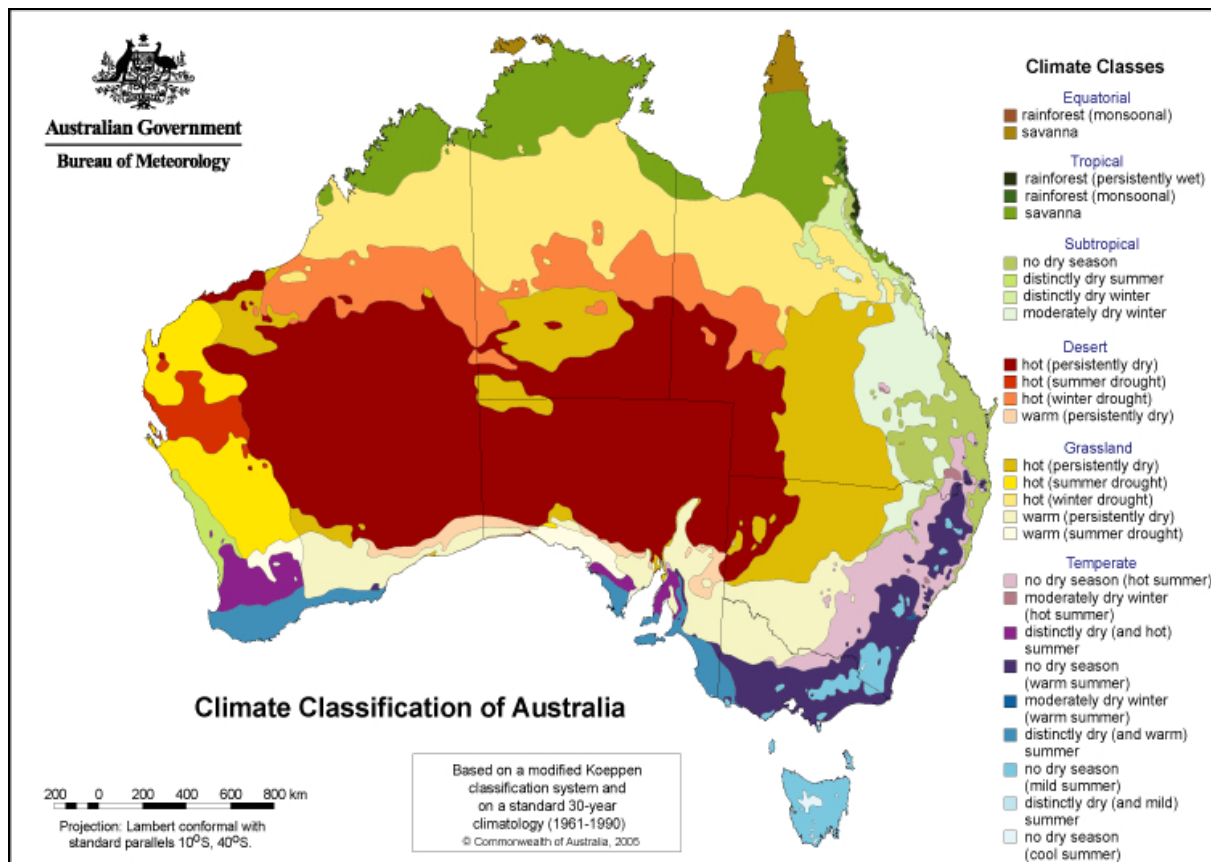 Australian Government
Bureau of Meteorology
Climate Classes
Equatorial
rainforest (monsoonal)
savanna
Tropical
rainforest (persistently wet)
rainforest (monsoonal)
savanna
Subtropical
no dry season
distinctly dry summer
distinctly dry winter
moderately dry winter
Desert
hot (persistently dry)
hot (summer drought)
hot (winter drought)
warm (persistently dry)
Grassland
hot (persistently dry)
hot (summer drought)
hot (winter drought)
warm (persistently dry)
warm (summer drought)
Temperate
no dry season (hot summer)
moderately dry winter
(hot summer)
distinctly dry (and hot)
summer
no dry season
(warm summer)
moderately dry winter
(warm summer)
distinctly dry (and warm)
summer
no dry season
(mild summer)
distinctly dry (and mild)
summer
no dry season
(cool summer)
Climate Classification of Australia
Based on a modified Koeppen
classification system and
on a standard 30-year
climatology (1961-1990)
© Commonwealth of Australia, 2005
200 0 200 400 600 800 km
Projection: Lambert conformal with
standard parallels 10°S, 40°S.